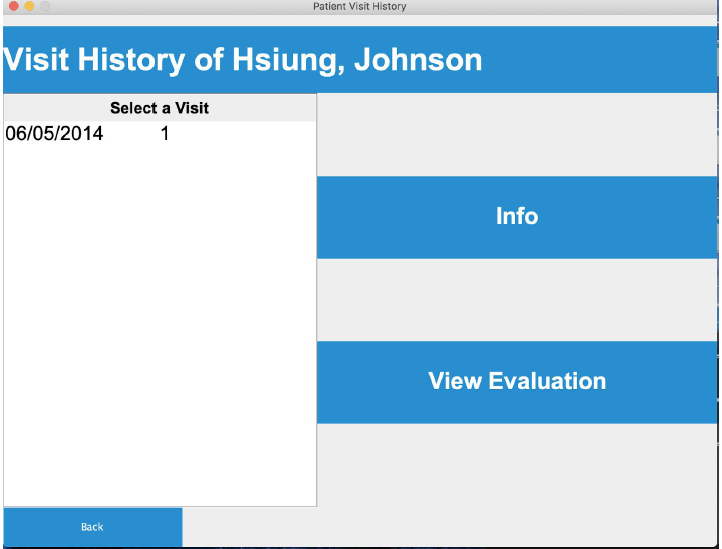 Patient Visit History
Visit History of Hsiung, Johnson
Select a Visit
06/05/2014 1
Info
View Evaluation
Back